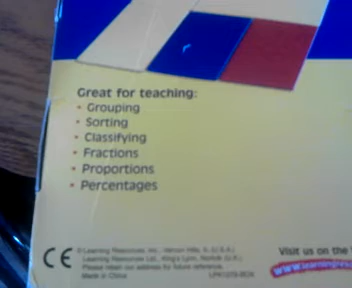 Great for teaching:
• Grouping
• Sorting
• Classifying
• Fractions
• Proportions
• Percentages
CE
© Learning Resources, Inc., Vernon Hills, IL (U.S.A.)
Learning Resources Ltd., King's Lynn, Norfolk (U.K.)
Please retain our address for future reference.
Made in China
Visit us on the
www.learningres